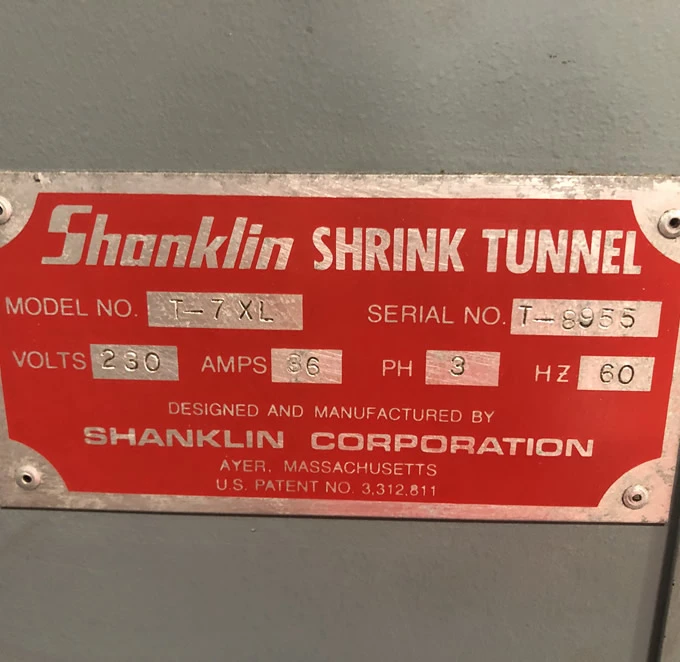 Shanklin SHRINK TUNNEL
MODEL NO. T-7XL SERIAL NO. T-8955
VOLTS 230 AMPS 36 PH 3 HZ 60
DESIGNED AND MANUFACTURED BY
SHANKLIN CORPORATION
AYER, MASSACHUSETTS
U.S. PATENT NO. 3,312,811